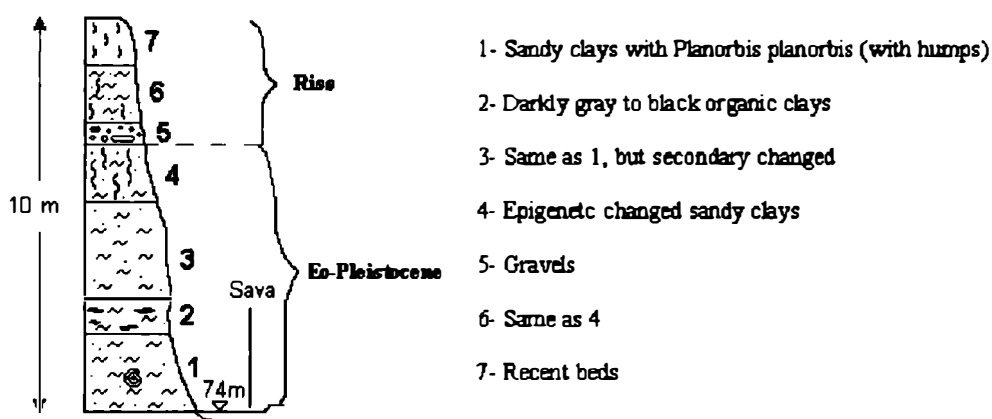 7
6
5
4
3
2
1
10 m
Riss
Eo-Pleistocene
Sava
74m
1- Sandy clays with Planorbis planorbis (with humps)
2- Darkly gray to black organic clays
3- Same as 1, but secondary changed
4- Epigenetc changed sandy clays
5- Gravels
6- Same as 4
7- Recent beds